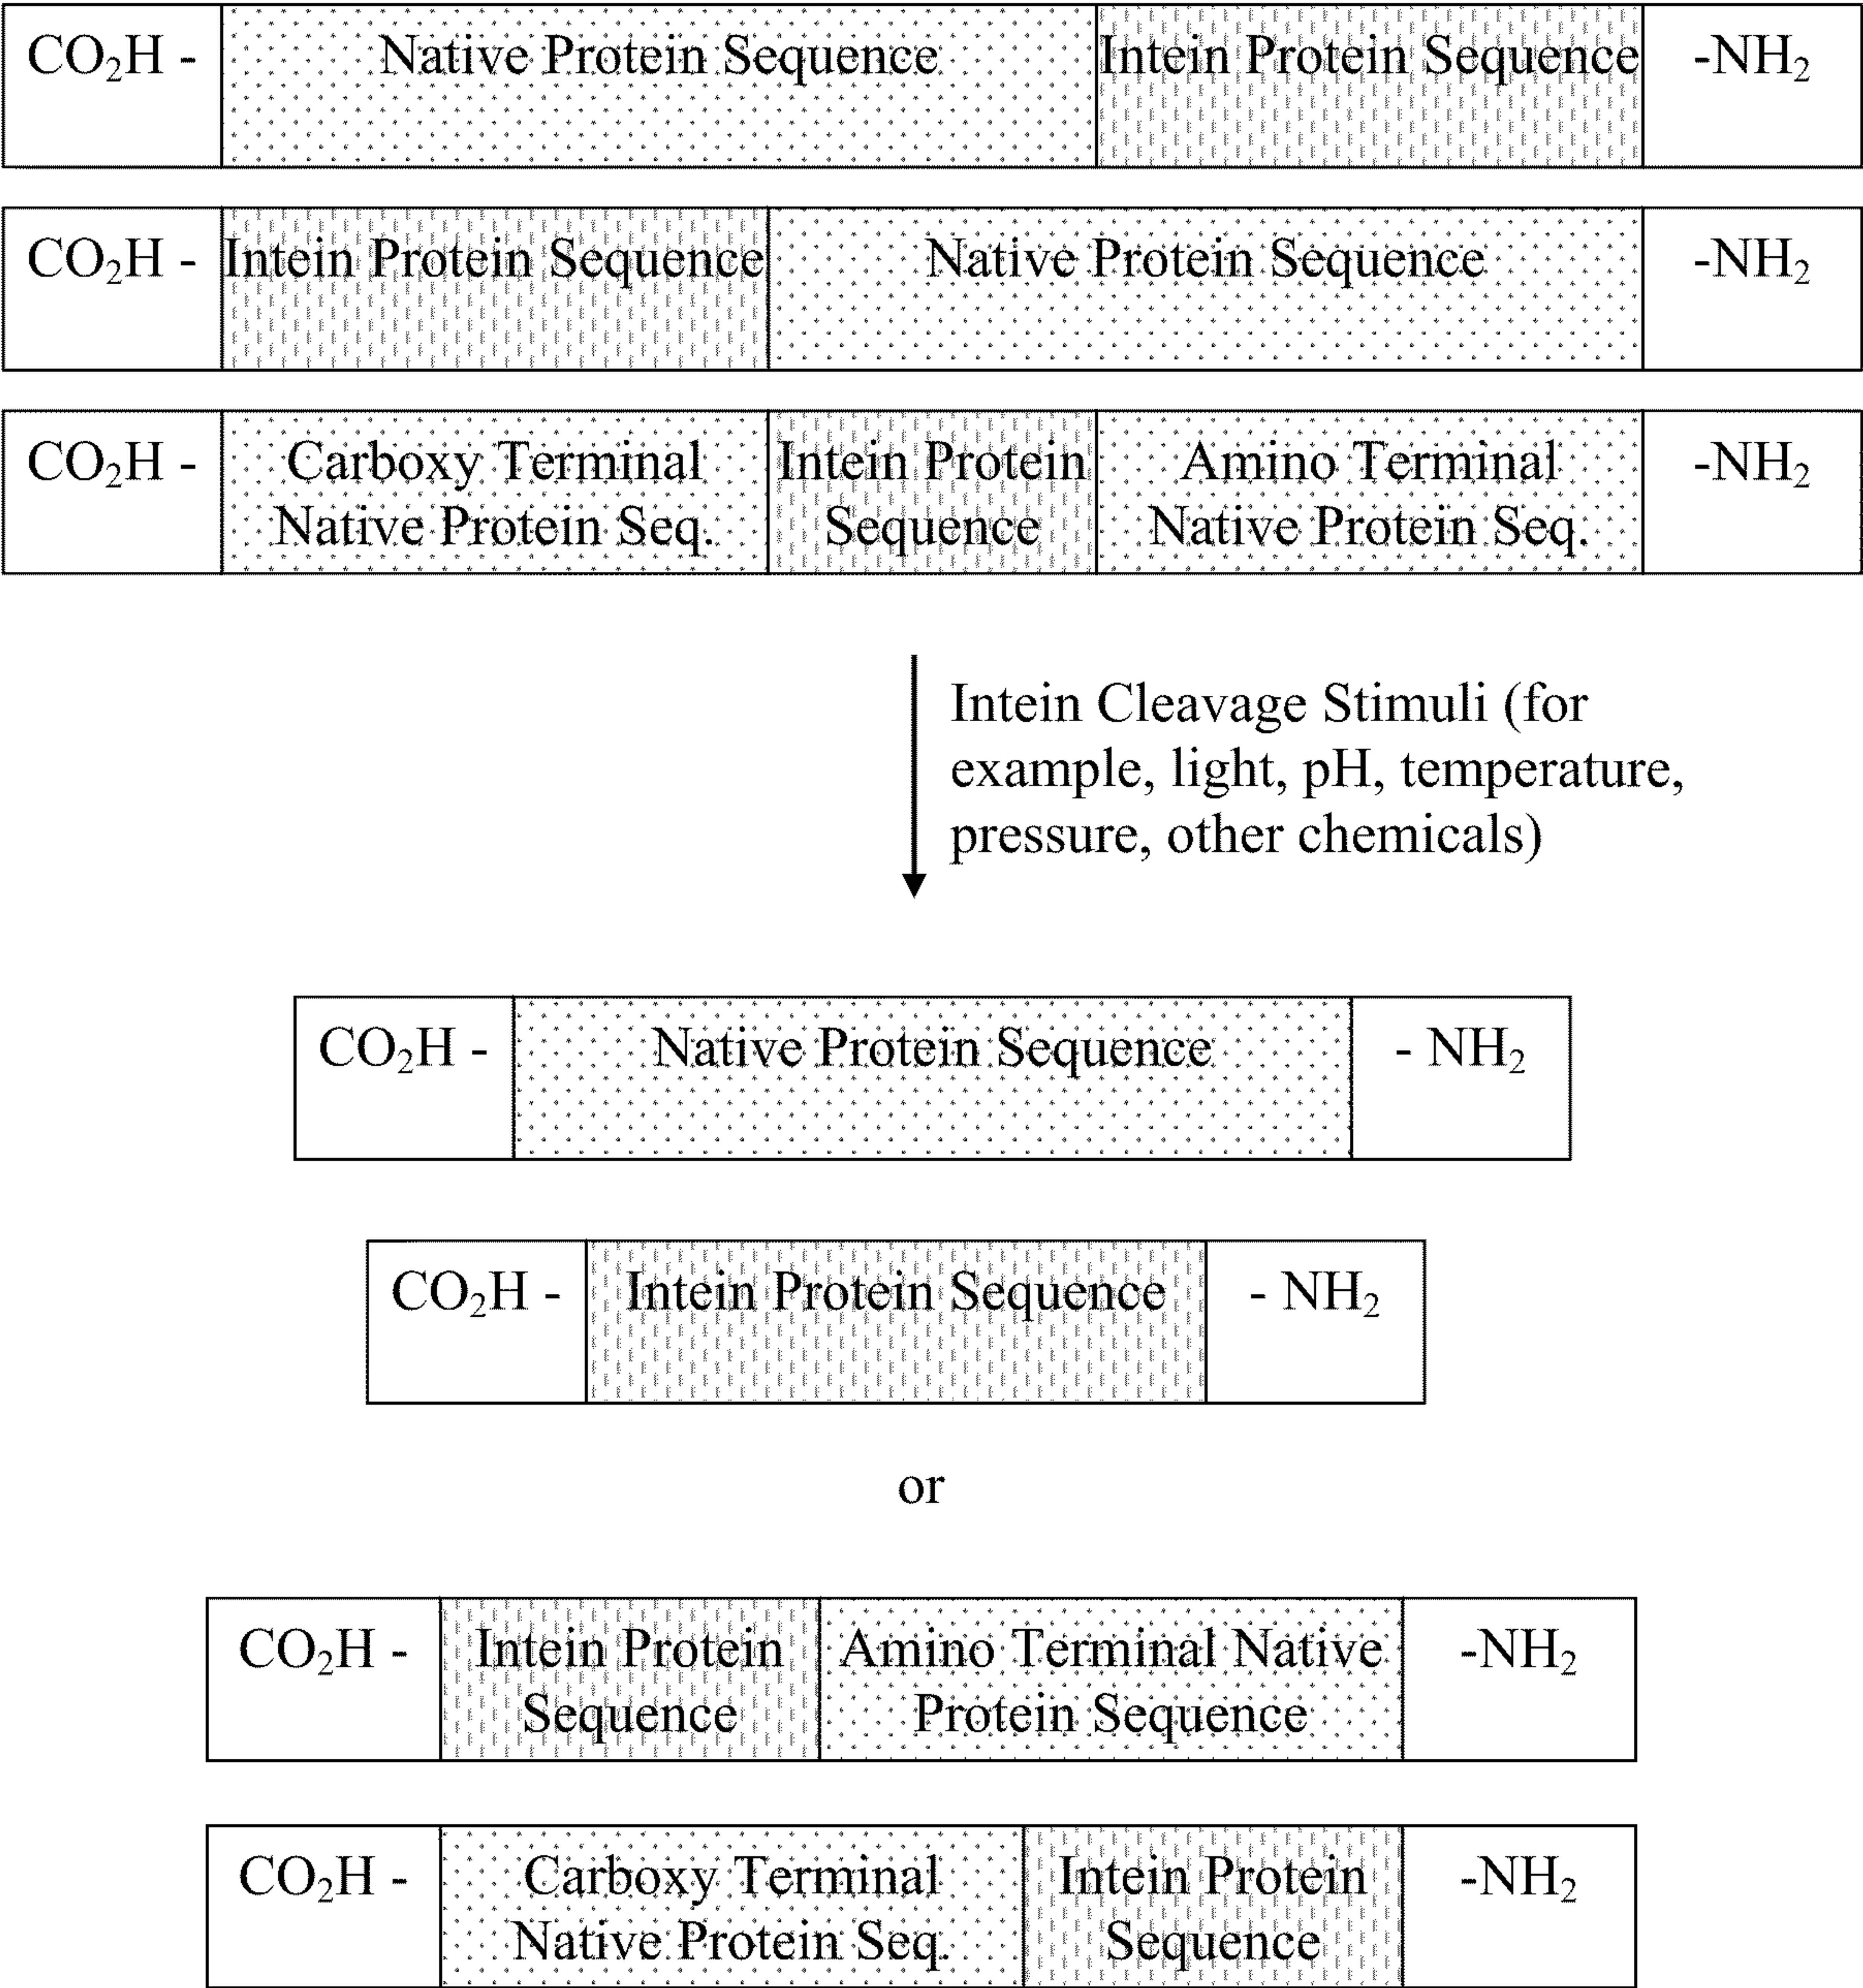 CO₂H - Native Protein Sequence Intein Protein Sequence -NH₂
CO₂H - Intein Protein Sequence Native Protein Sequence -NH₂
CO₂H - Carboxy Terminal Intein Protein Amino Terminal -NH₂
Native Protein Seq. Sequence Native Protein Seq.
Intein Cleavage Stimuli (for
example, light, pH, temperature,
pressure, other chemicals)
CO₂H - Native Protein Sequence - NH₂
CO₂H - Intein Protein Sequence - NH₂
or
CO₂H - Intein Protein Amino Terminal Native -NH₂
Sequence Protein Sequence
CO₂H - Carboxy Terminal Intein Protein -NH₂
Native Protein Seq. Sequence